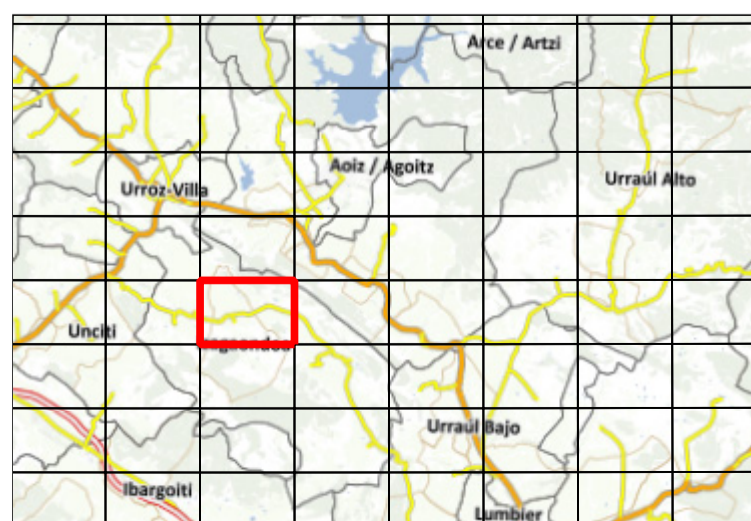 Arce / Artzi
Aoiz / Agoitz
Urraúl Alto
Urroz-Villa
Unciti
Urraúl Bajo
Ibargoiti
Lumbier